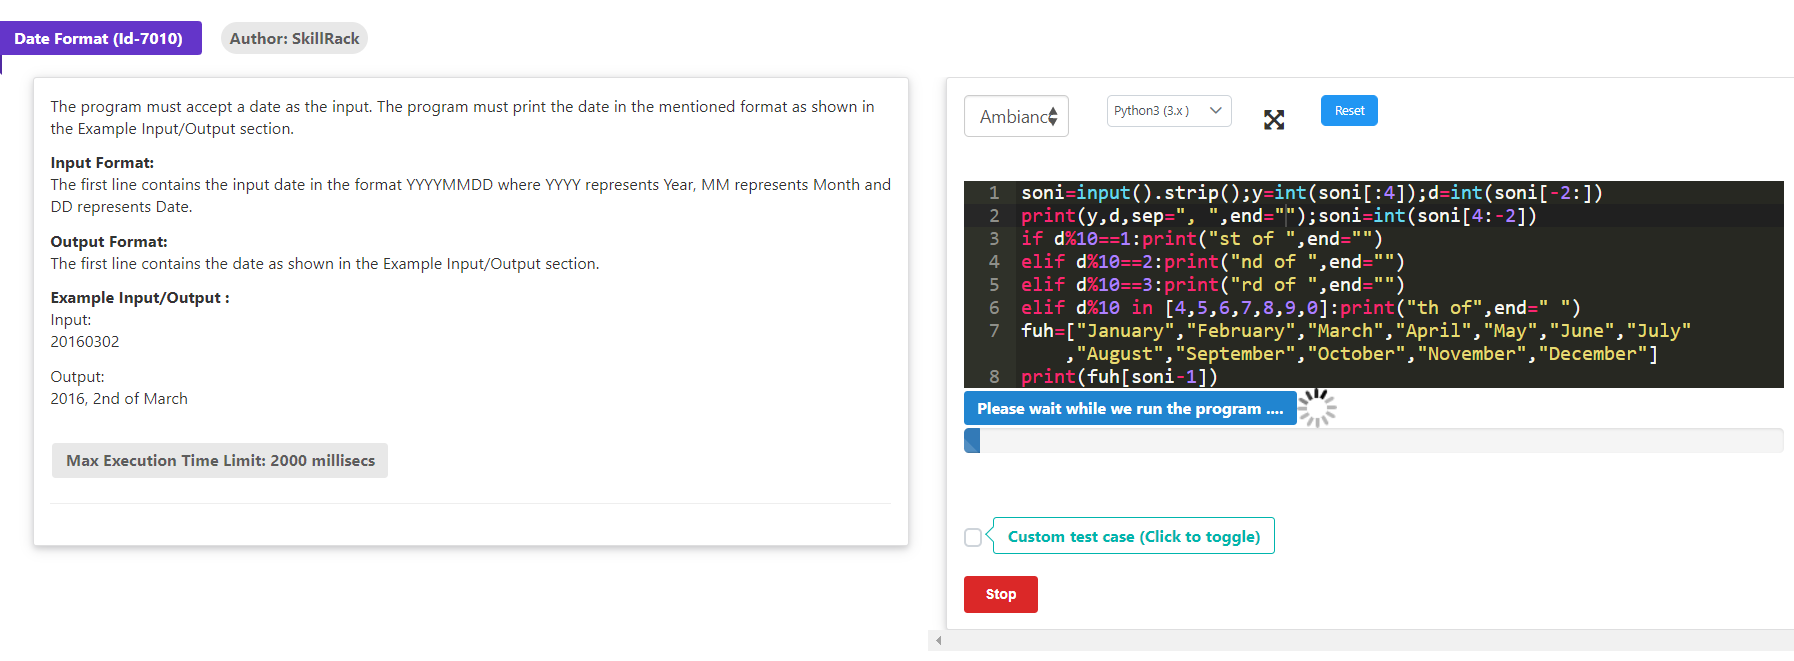 Date Format (Id-7010)
Author: SkillRack
The program must accept a date as the input. The program must print the date in the mentioned format as shown in
the Example Input/Output section.
Input Format:
The first line contains the input date in the format YYYYMMDD where YYYY represents Year, MM represents Month and
DD represents Date.
Output Format:
The first line contains the date as shown in the Example Input/Output section.
Example Input/Output :
Input:
20160302
Output:
2016, 2nd of March
Max Execution Time Limit: 2000 millisecs
Ambianc
Python3 (3.x)
Reset
1 soni=input().strip();y=int(soni[:4]);d=int(soni[-2:])
2 print(y,d,sep=", ",end="");soni=int(soni[4:-2])
3 if d%10==1:print("st of ",end="")
4 elif d%10==2:print("nd of ",end="")
5 elif d%10==3:print("rd of ",end="")
6 elif d%10 in [4,5,6,7,8,9,0]:print("th of",end=" ")
7 fuh=["January","February","March","April","May","June","July"
,"August","September","October","November","December"]
8 print(fuh[soni-1])
Please wait while we run the program ....
Custom test case (Click to toggle)
Stop